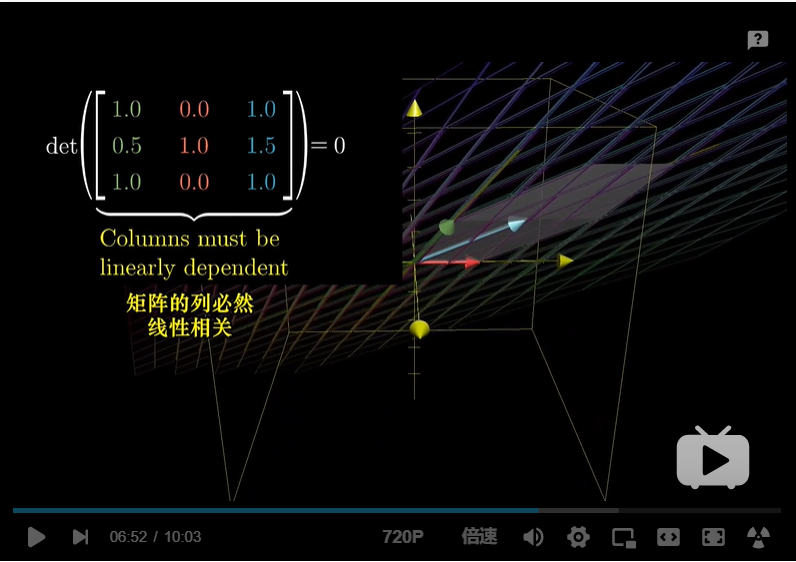 det([1.0 0.0 1.0
0.5 1.0 1.5
1.0 0.0 1.0]) = 0
Columns must be
linearly dependent
矩阵的列必然
线性相关
06:52 / 10:03 720P 倍速